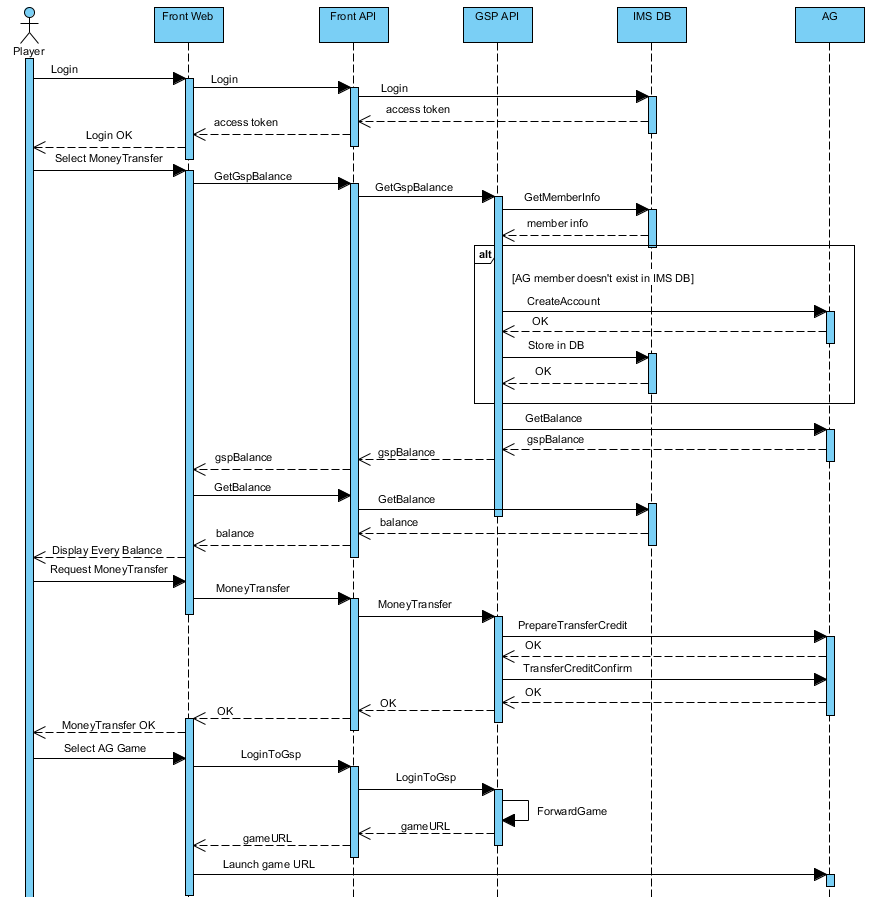 Player
Front Web
Front API
GSP API
IMS DB
AG
Login
Login
Login
access token
access token
Login OK
Select MoneyTransfer
GetGspBalance
GetGspBalance
GetMemberInfo
member info
alt
[AG member doesn't exist in IMS DB]
CreateAccount
OK
Store in DB
OK
GetBalance
gspBalance
gspBalance
gspBalance
GetBalance
GetBalance
balance
balance
Display Every Balance
Request MoneyTransfer
MoneyTransfer
MoneyTransfer
PrepareTransferCredit
OK
TransferCreditConfirm
OK
OK
OK
MoneyTransfer OK
Select AG Game
LoginToGsp
LoginToGsp
ForwardGame
gameURL
gameURL
Launch game URL